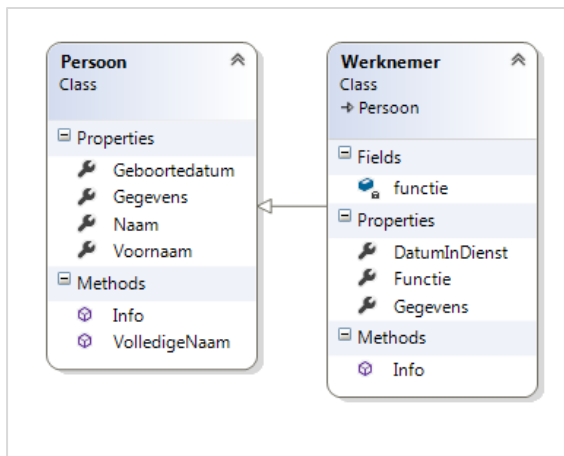 Persoon
Class
Properties
Geboortedatum
Gegevens
Naam
Voornaam
Methods
Info
VolledigeNaam
Werknemer
Class
Persoon
Fields
functie
Properties
DatumInDienst
Functie
Gegevens
Methods
Info